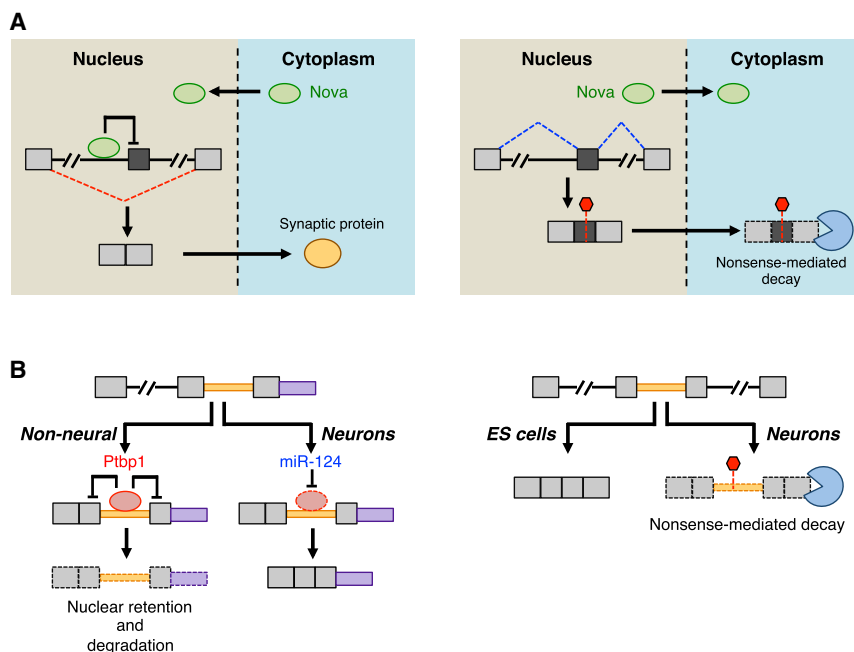 A
Nucleus
Cytoplasm
Nova
Synaptic protein
Nucleus
Cytoplasm
Nova
Nonsense-mediated
decay
B
Non-neural
Neurons
Ptbp1
miR-124
Nuclear retention
and
degradation
ES cells
Neurons
Nonsense-mediated decay